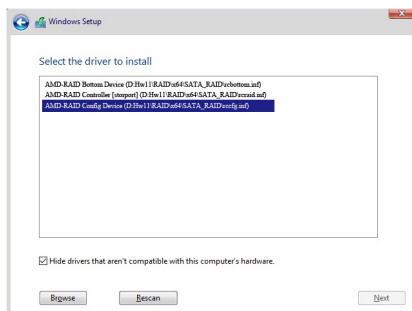 Windows Setup
Select the driver to install
AMD-RAID Bottom Device (D:Hw11\RAID\x64\SATA_RAID\rcbottom.inf)
AMD-RAID Controller [storport] (D:Hw11\RAID\x64\SATA_RAID\rcraid.inf)
AMD-RAID Config Device (D:Hw11\RAID\x64\SATA_RAID\rccfg.inf)
Hide drivers that aren't compatible with this computer's hardware.
Browse Rescan Next